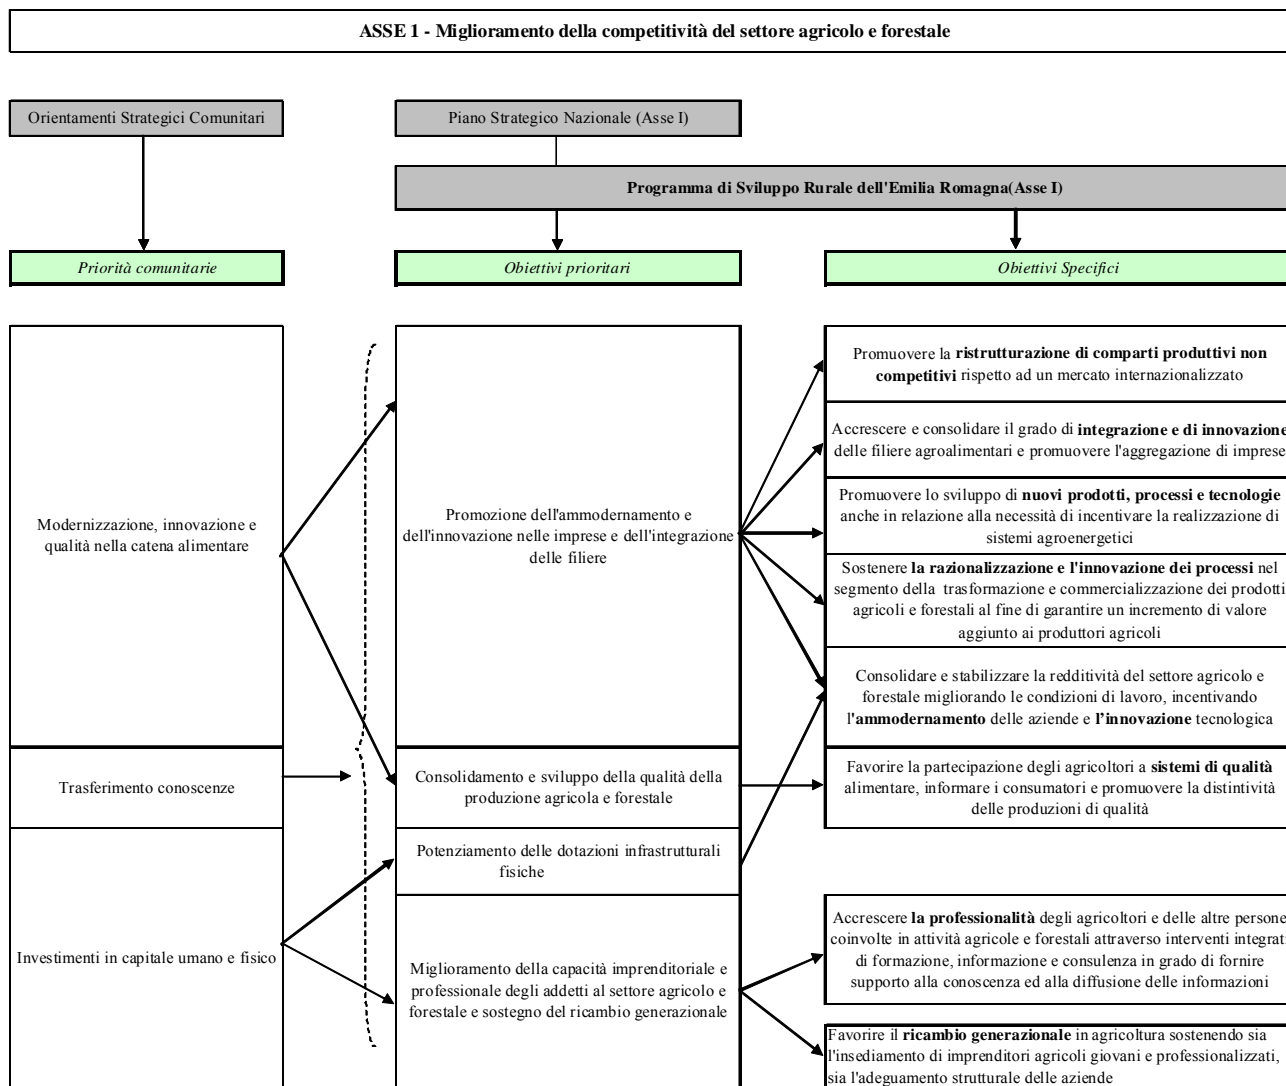 ASSE 1 - Miglioramento della competitività del settore agricolo e forestale
Orientamenti Strategici Comunitari
Piano Strategico Nazionale (Asse I)
Programma di Sviluppo Rurale dell'Emilia Romagna(Asse I)
Priorità comunitarie
Obiettivi prioritari
Obiettivi Specifici
Modernizzazione, innovazione e
qualità nella catena alimentare
Trasferimento conoscenze
Investimenti in capitale umano e fisico
Promozione dell'ammodernamento e
dell'innovazione nelle imprese e dell'integrazione
delle filiere
Consolidamento e sviluppo della qualità della
produzione agricola e forestale
Potenziamento delle dotazioni infrastrutturali
fisiche
Miglioramento della capacità imprenditoriale e
professionale degli addetti al settore agricolo e
forestale e sostegno del ricambio generazionale
Promuovere la ristrutturazione di comparti produttivi non
competitivi rispetto ad un mercato internazionalizzato
Accrescere e consolidare il grado di integrazione e di innovazione
delle filiere agroalimentari e promuovere l'aggregazione di imprese
Promuovere lo sviluppo di nuovi prodotti, processi e tecnologie
anche in relazione alla necessità di incentivare la realizzazione di
sistemi agroenergetici
Sostenere la razionalizzazione e l'innovazione dei processi nel
segmento della trasformazione e commercializzazione dei prodotti
agricoli e forestali al fine di garantire un incremento di valore
aggiunto ai produttori agricoli
Consolidare e stabilizzare la redditività del settore agricolo e
forestale migliorando le condizioni di lavoro, incentivando
l'ammodernamento delle aziende e l’innovazione tecnologica
Favorire la partecipazione degli agricoltori a sistemi di qualità
alimentare, informare i consumatori e promuovere la distintività
delle produzioni di qualità
Accrescere la professionalità degli agricoltori e delle altre persone
coinvolte in attività agricole e forestali attraverso interventi integrati
di formazione, informazione e consulenza in grado di fornire
supporto alla conoscenza ed alla diffusione delle informazioni
Favorire il ricambio generazionale in agricoltura sostenendo sia
l'insediamento di imprenditori agricoli giovani e professionalizzati,
sia l'adeguamento strutturale delle aziende